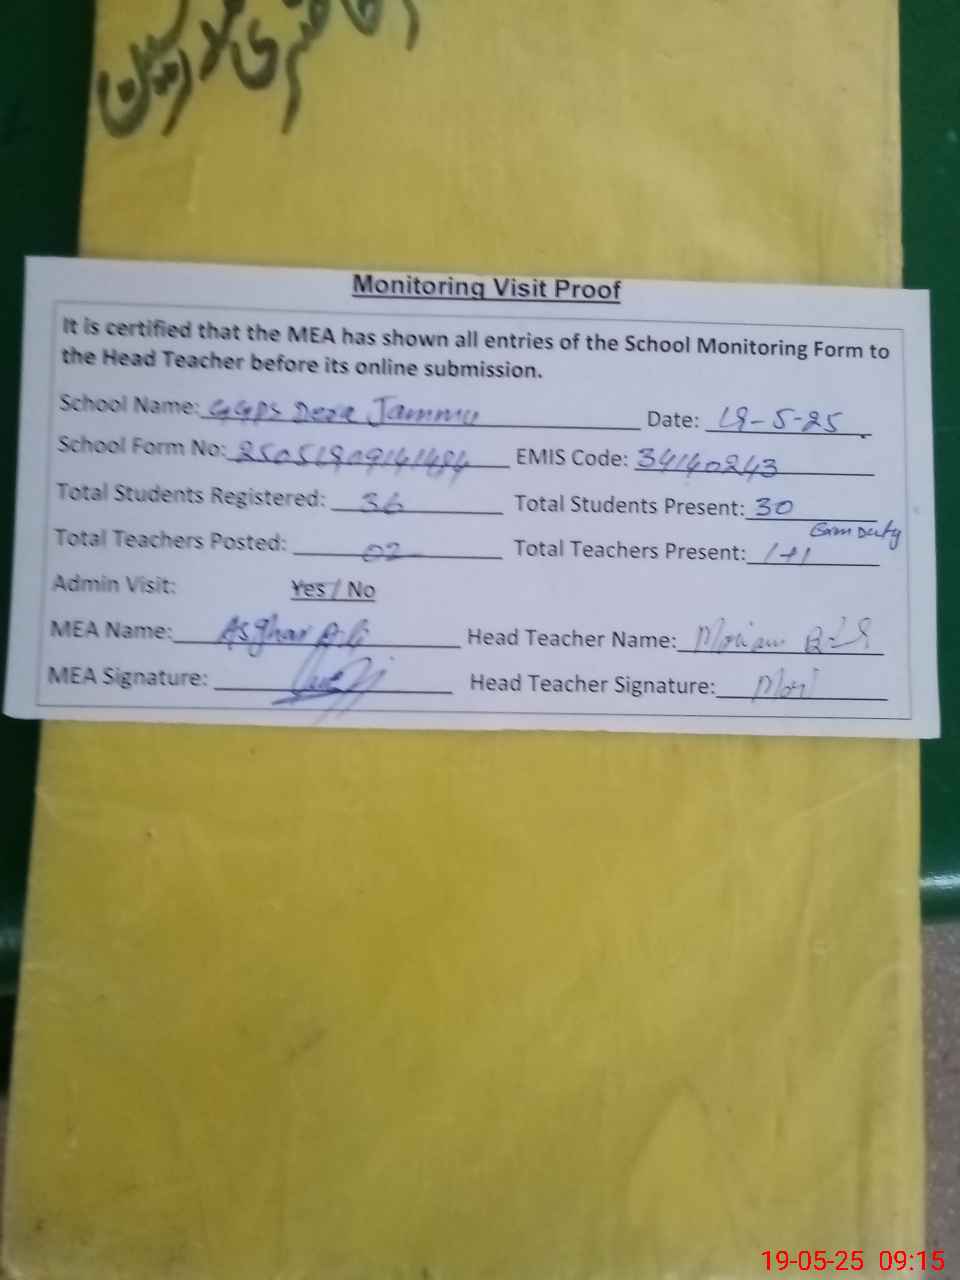 حاضری ملازمین
Monitoring Visit Proof
It is certified that the MEA has shown all entries of the School Monitoring Form to
the Head Teacher before its online submission.
School Name: GGPS Dera Jammu Date: 19-5-25
School Form No: EMIS Code: 34140243
Total Students Registered: 36 Total Students Present: 30
Exam Duty
Total Teachers Posted: 02 Total Teachers Present: 1+1
Admin Visit: Yes / No
MEA Name: Asghar Ali Head Teacher Name:
MEA Signature: Head Teacher Signature:
19-05-25 09:15